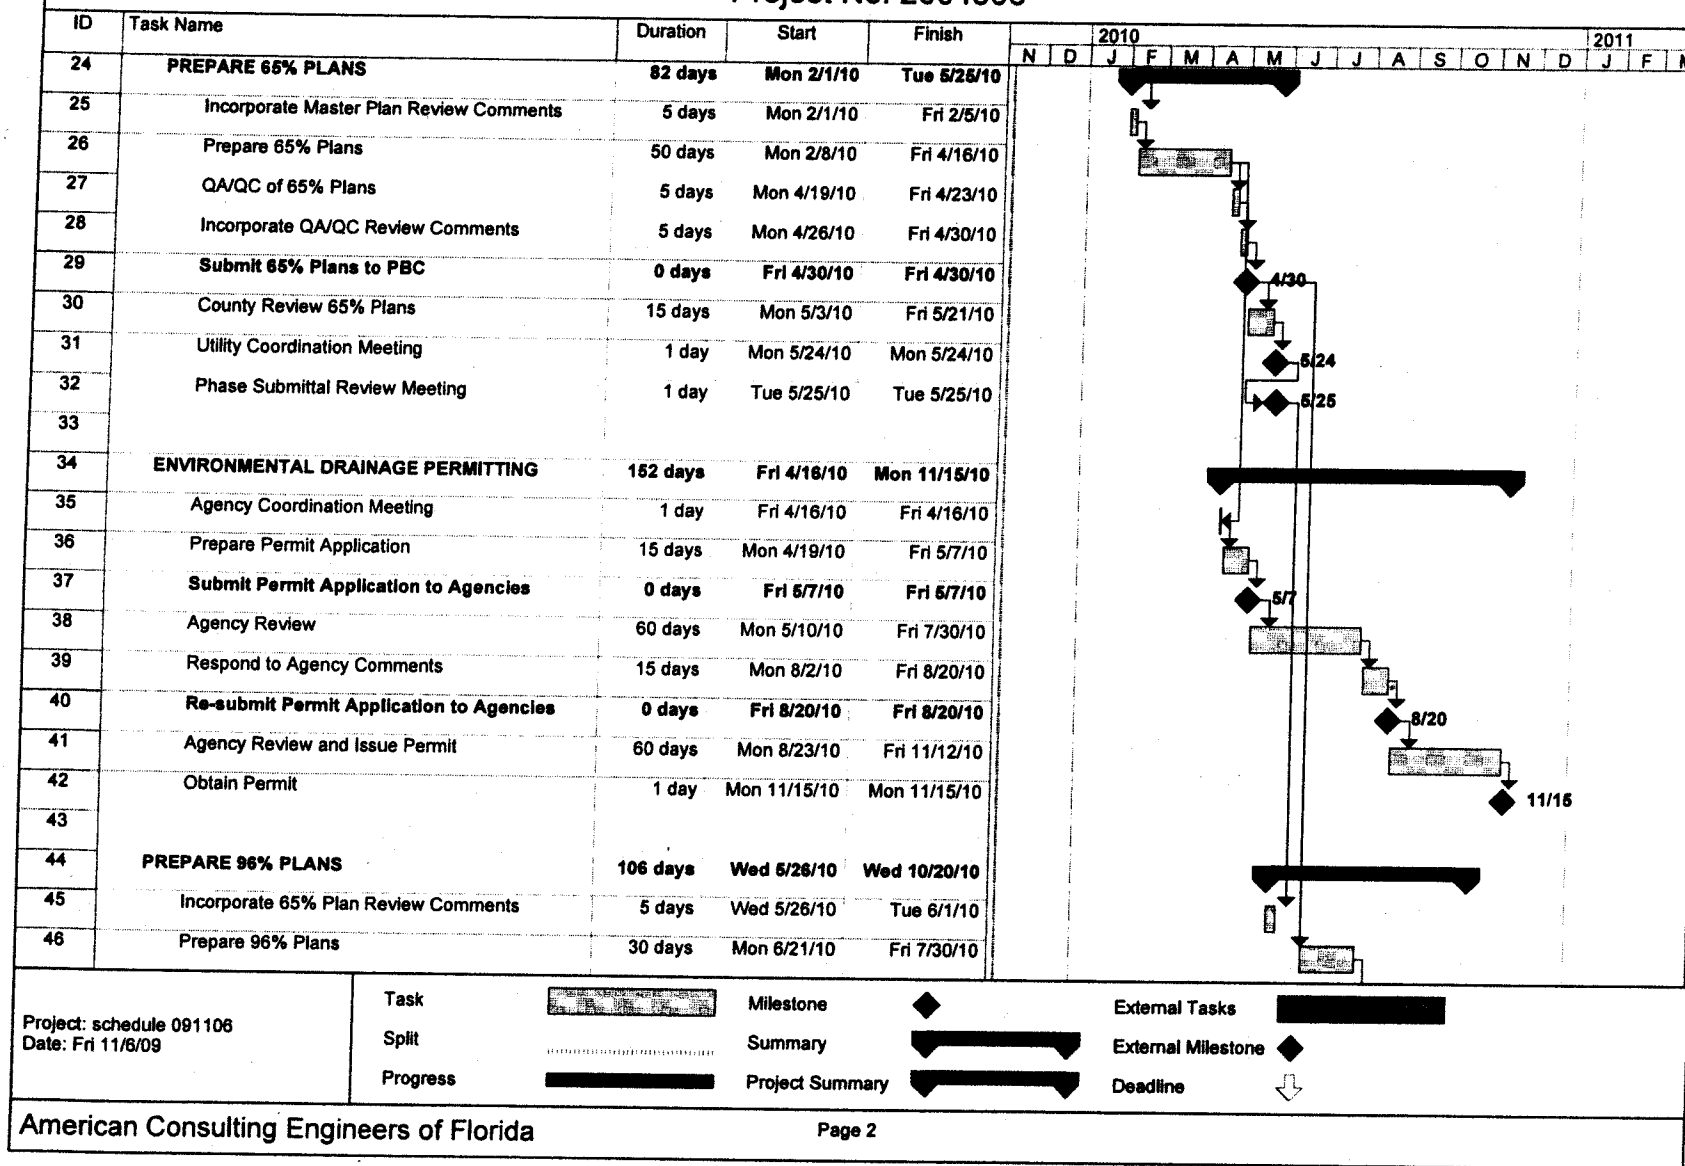 ID Task Name Duration Start Finish 2010 2011
N D J F M A M J J A S O N D J F
24 PREPARE 65% PLANS 82 days Mon 2/1/10 Tue 5/25/10
25 Incorporate Master Plan Review Comments 5 days Mon 2/1/10 Fri 2/5/10
26 Prepare 65% Plans 50 days Mon 2/8/10 Fri 4/16/10
27 QA/QC of 65% Plans 5 days Mon 4/19/10 Fri 4/23/10
28 Incorporate QA/QC Review Comments 5 days Mon 4/26/10 Fri 4/30/10
29 Submit 65% Plans to PBC 0 days Fri 4/30/10 Fri 4/30/10 4/30
30 County Review 65% Plans 15 days Mon 5/3/10 Fri 5/21/10
31 Utility Coordination Meeting 1 day Mon 5/24/10 Mon 5/24/10 5/24
32 Phase Submittal Review Meeting 1 day Tue 5/25/10 Tue 5/25/10 5/25
33
34 ENVIRONMENTAL DRAINAGE PERMITTING 152 days Fri 4/16/10 Mon 11/15/10
35 Agency Coordination Meeting 1 day Fri 4/16/10 Fri 4/16/10
36 Prepare Permit Application 15 days Mon 4/19/10 Fri 5/7/10
37 Submit Permit Application to Agencies 0 days Fri 5/7/10 Fri 5/7/10 5/7
38 Agency Review 60 days Mon 5/10/10 Fri 7/30/10
39 Respond to Agency Comments 15 days Mon 8/2/10 Fri 8/20/10
40 Re-submit Permit Application to Agencies 0 days Fri 8/20/10 Fri 8/20/10 8/20
41 Agency Review and Issue Permit 60 days Mon 8/23/10 Fri 11/12/10
42 Obtain Permit 1 day Mon 11/15/10 Mon 11/15/10 11/15
43
44 PREPARE 96% PLANS 106 days Wed 5/26/10 Wed 10/20/10
45 Incorporate 65% Plan Review Comments 5 days Wed 5/26/10 Tue 6/1/10
46 Prepare 96% Plans 30 days Mon 6/21/10 Fri 7/30/10
Project: schedule 091106
Date: Fri 11/6/09
Task Milestone External Tasks
Split Summary External Milestone
Progress Project Summary Deadline
American Consulting Engineers of Florida Page 2